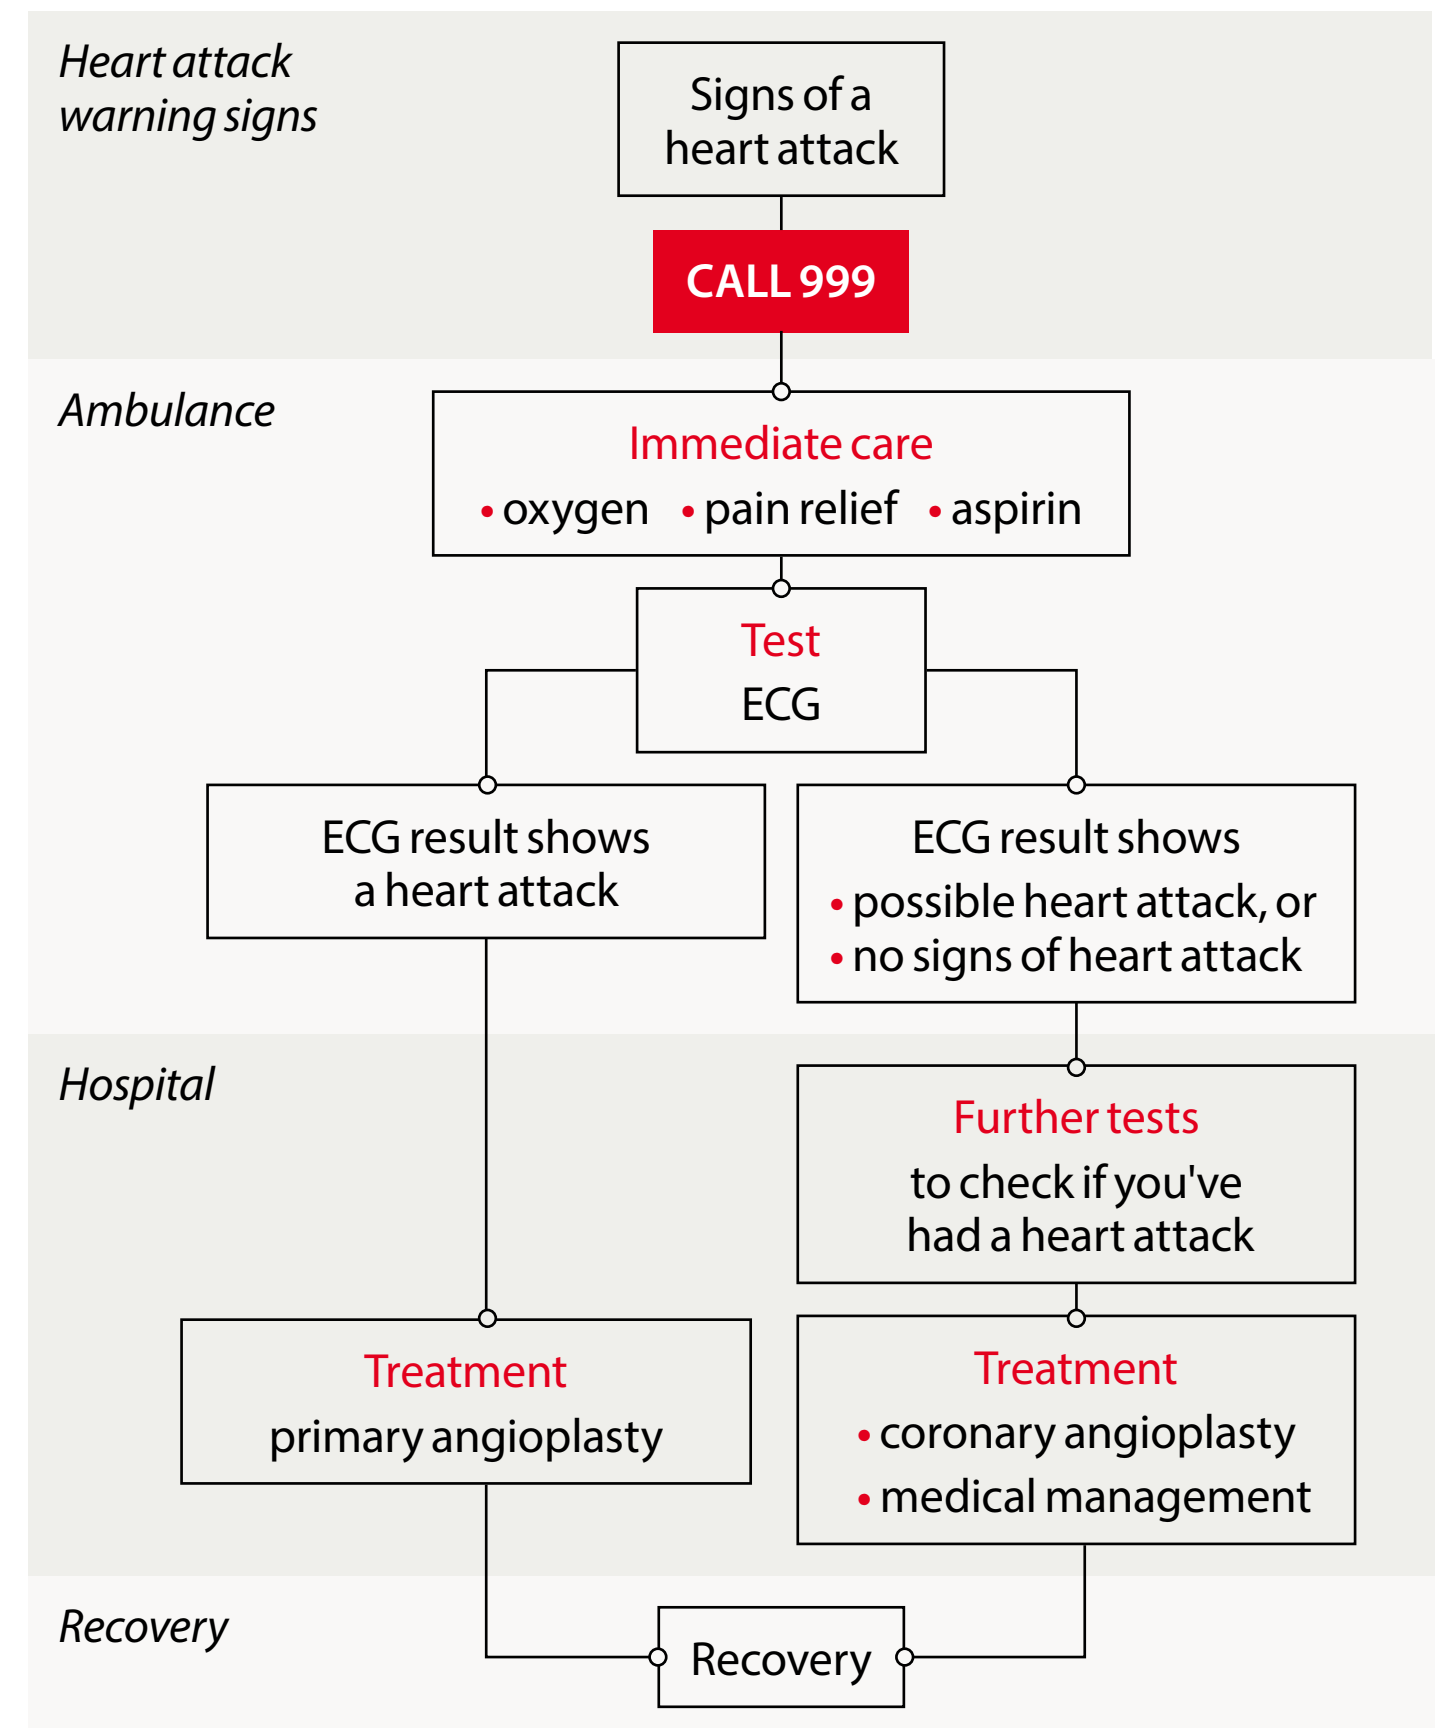 Heart attack
warning signs
Signs of a
heart attack
CALL 999
Ambulance
Immediate care
• oxygen • pain relief • aspirin
Test
ECG
ECG result shows
a heart attack
ECG result shows
• possible heart attack, or
• no signs of heart attack
Hospital
Further tests
to check if you've
had a heart attack
Treatment
primary angioplasty
Treatment
• coronary angioplasty
• medical management
Recovery
Recovery